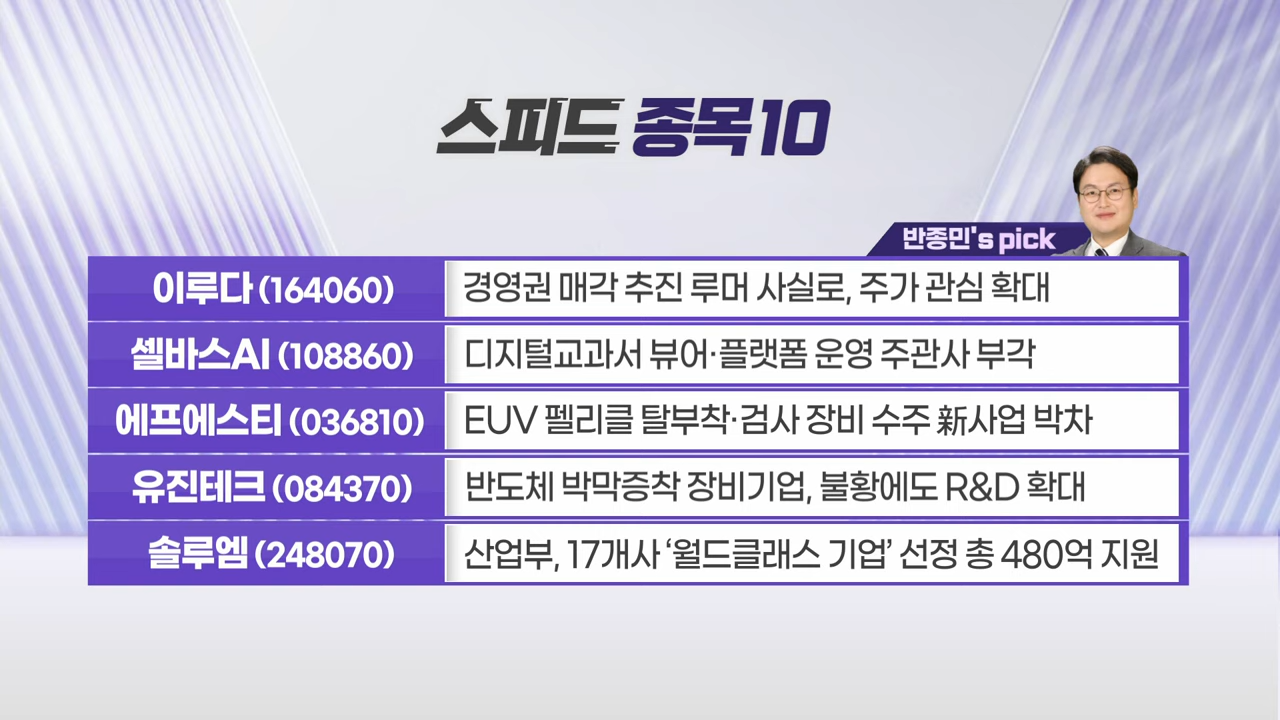 스피드 종목10
반종민's pick
이루다 (164060) 경영권 매각 추진 루머 사실로, 주가 관심 확대
셀바스AI (108860) 디지털교과서 뷰어·플랫폼 운영 주관사 부각
에프에스티 (036810) EUV 펠리클 탈부착·검사 장비 수주 新사업 박차
유진테크 (084370) 반도체 박막증착 장비기업, 불황에도 R&D 확대
솔루엠 (248070) 산업부, 17개사 ‘월드클래스 기업’ 선정 총 480억 지원